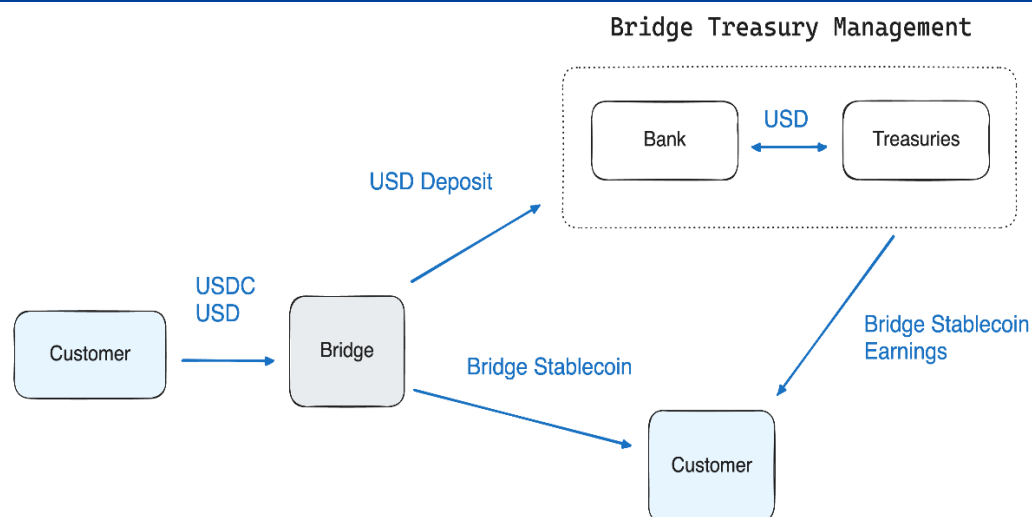 Bridge Treasury Management
Bank
USD
Treasuries
USD Deposit
USDC
USD
Customer
Bridge
Bridge Stablecoin
Bridge Stablecoin
Earnings
Customer